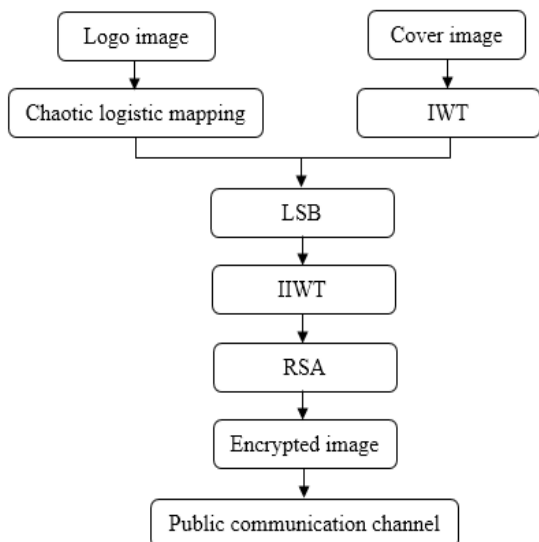 Logo image
Cover image
Chaotic logistic mapping
IWT
LSB
IIWT
RSA
Encrypted image
Public communication channel